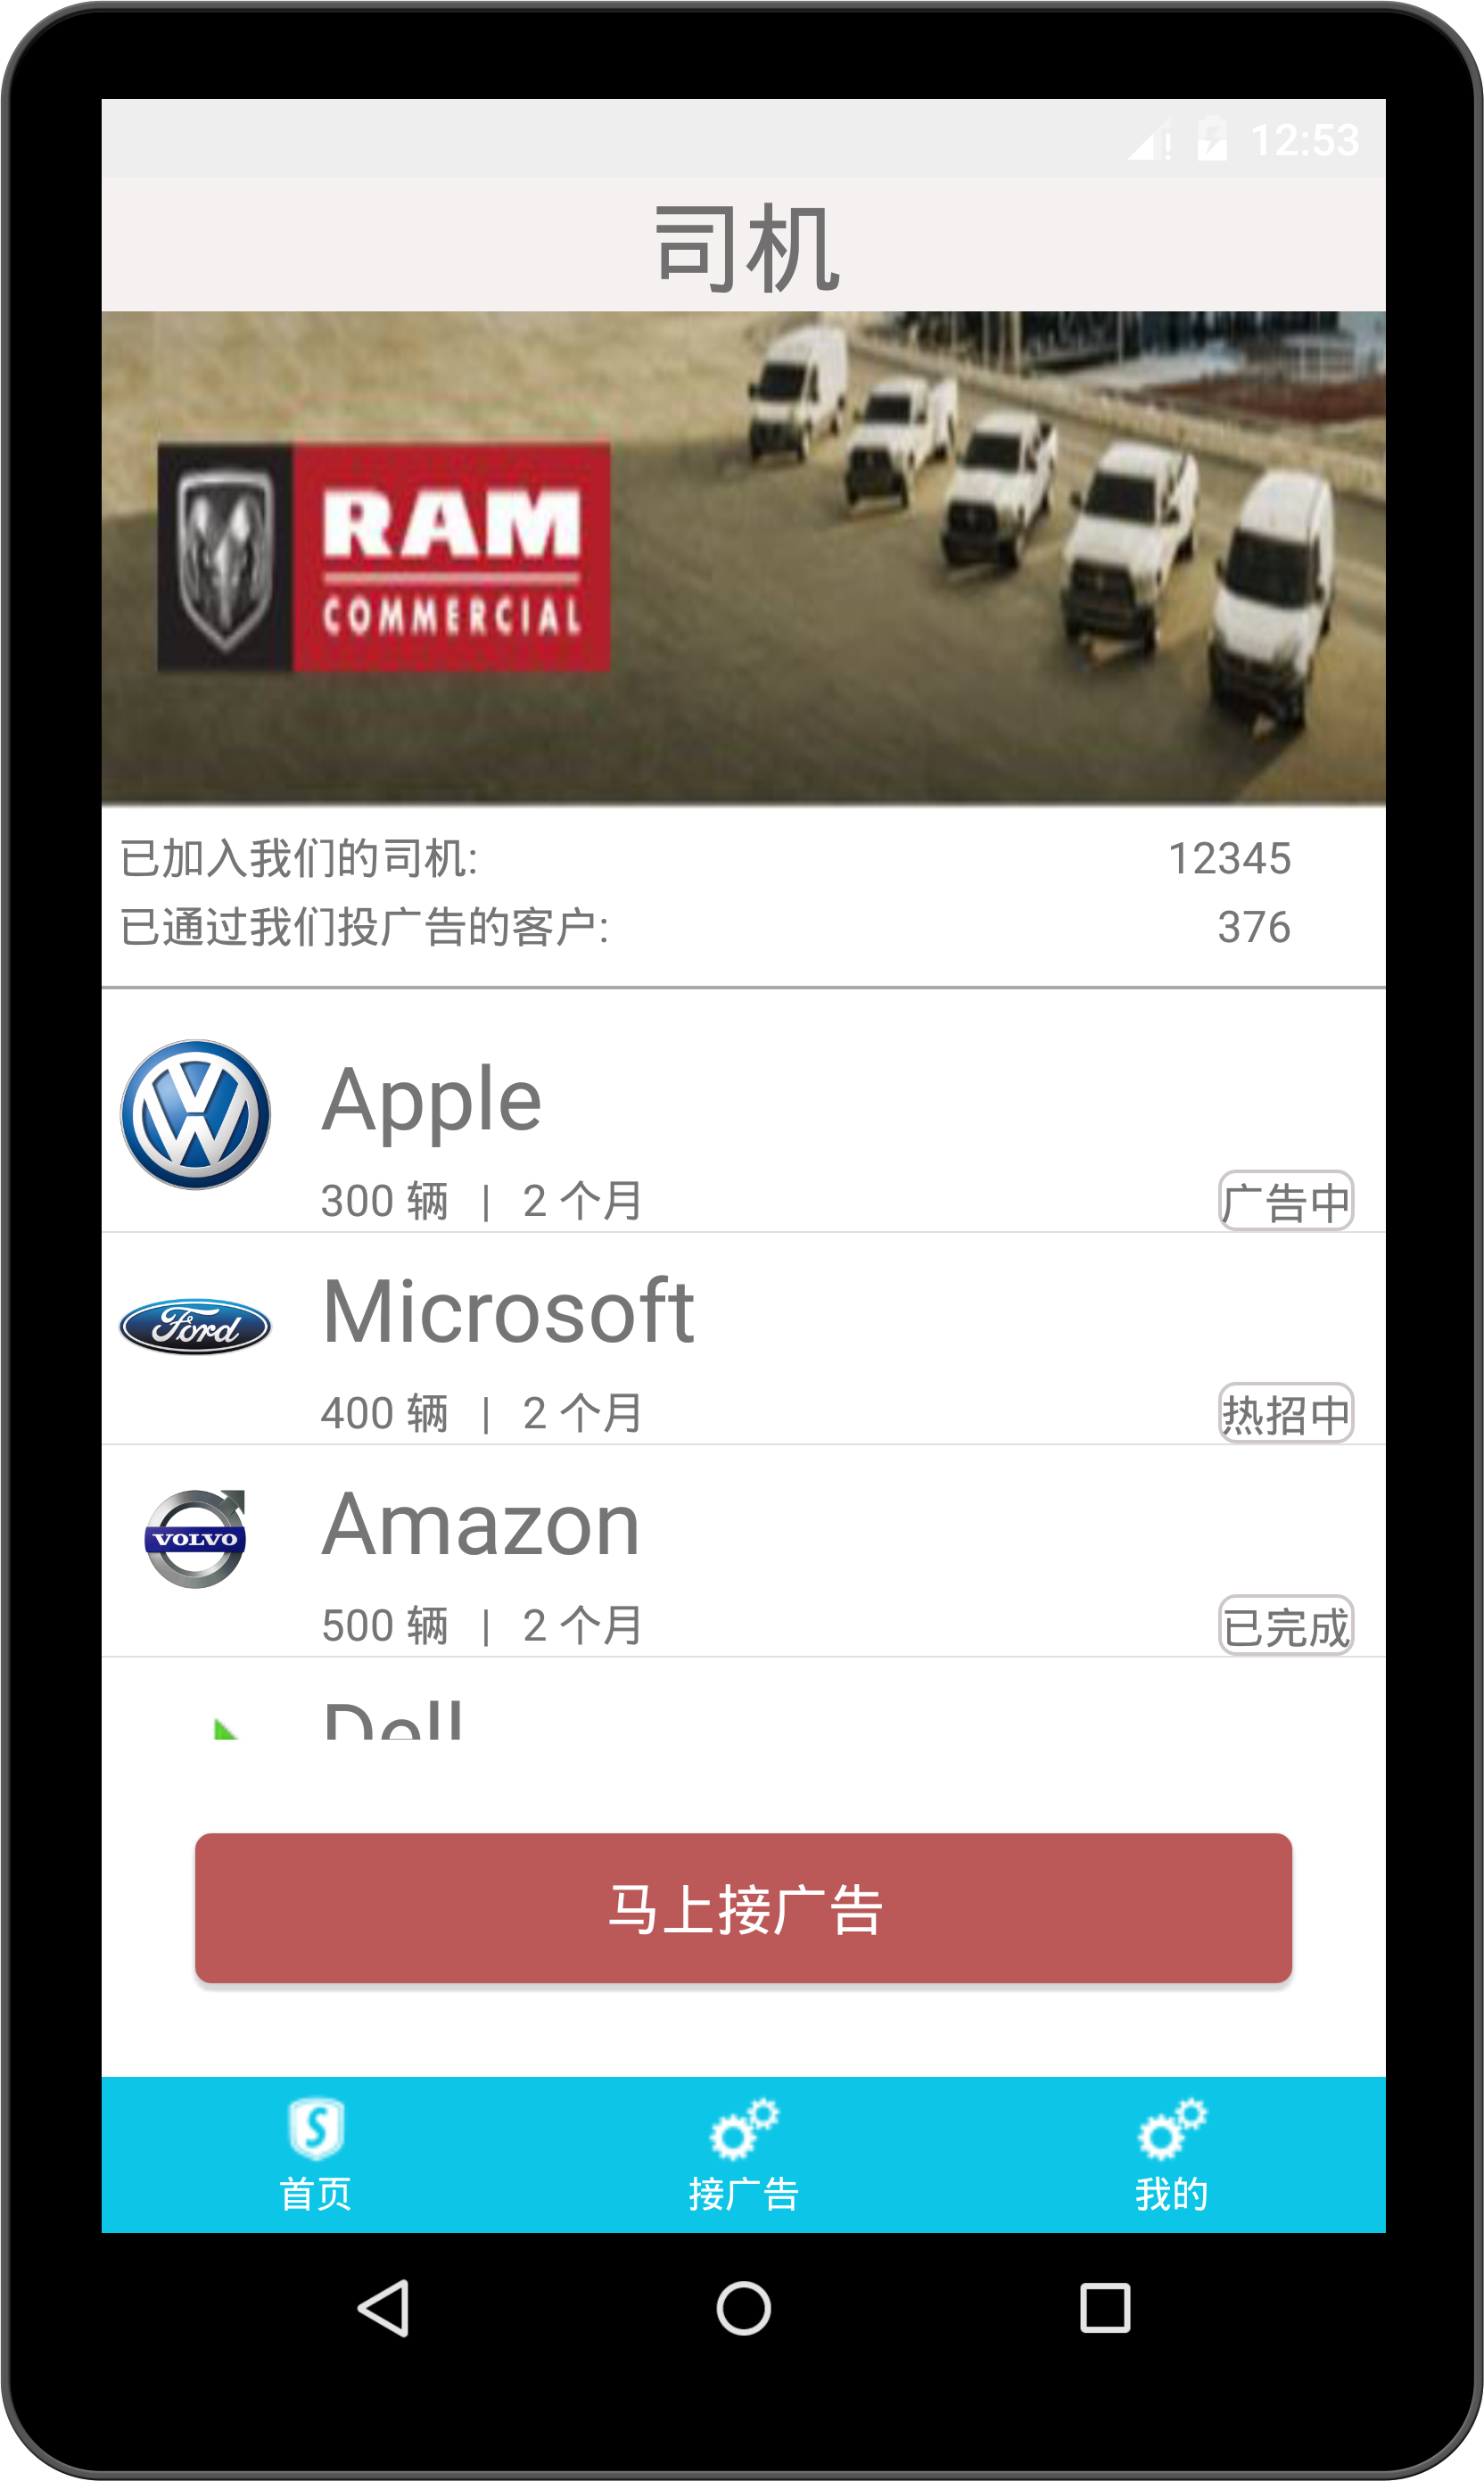 12:53
司机
RAM
COMMERCIAL
已加入我们的司机: 12345
已通过我们投广告的客户: 376
Apple
300 辆 | 2 个月 广告中
Ford
Microsoft
400 辆 | 2 个月 热招中
VOLVO
Amazon
500 辆 | 2 个月 已完成
Dell
马上接广告
首页 接广告 我的